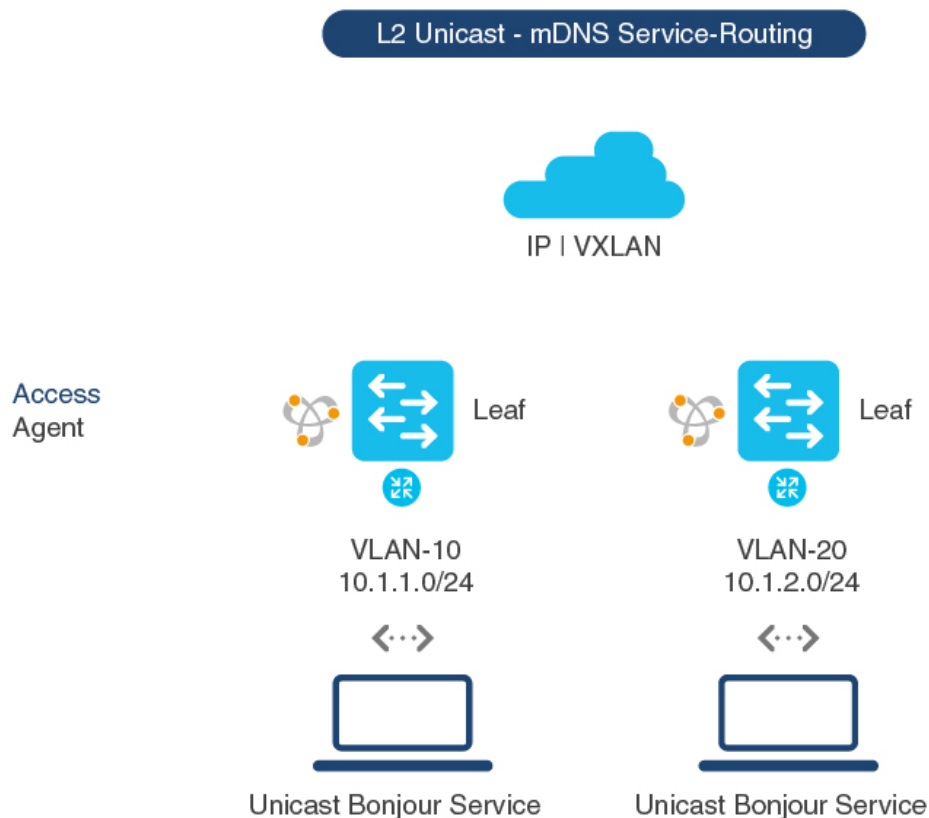 L2 Unicast - mDNS Service-Routing
IP | VXLAN
Access
Agent
Leaf
Leaf
VLAN-10
10.1.1.0/24
VLAN-20
10.1.2.0/24
Unicast Bonjour Service
Unicast Bonjour Service